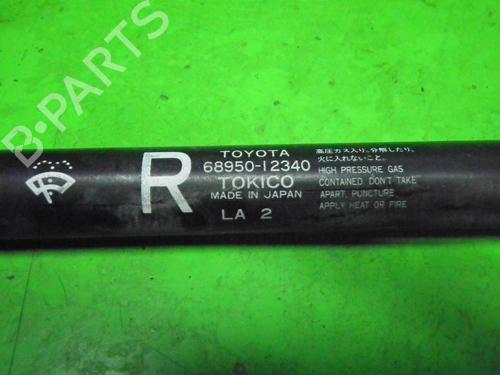 B-PARTS
R
TOYOTA
68950-12340
TOKICO
MADE IN JAPAN
LA 2
高圧ガス入り。分解したり、
火に入れないこと。
HIGH PRESSURE GAS
CONTAINED DON'T TAKE
APART, PUNCTURE
APPLY HEAT OR FIRE